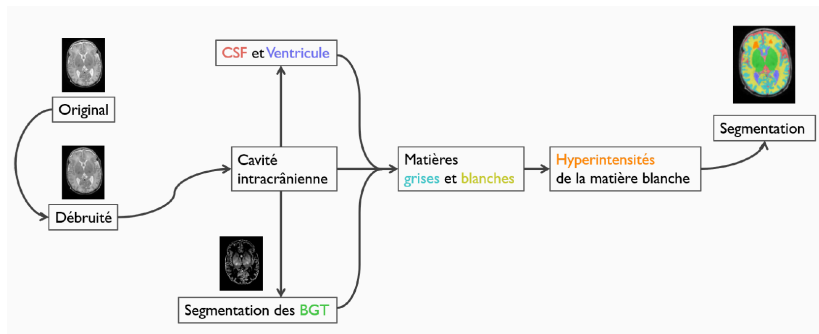 CSF et Ventricule
Original
Segmentation
Débruité
Cavité
intracrânienne
Matières
grises et blanches
Hyperintensités
de la matière blanche
Segmentation des BGT